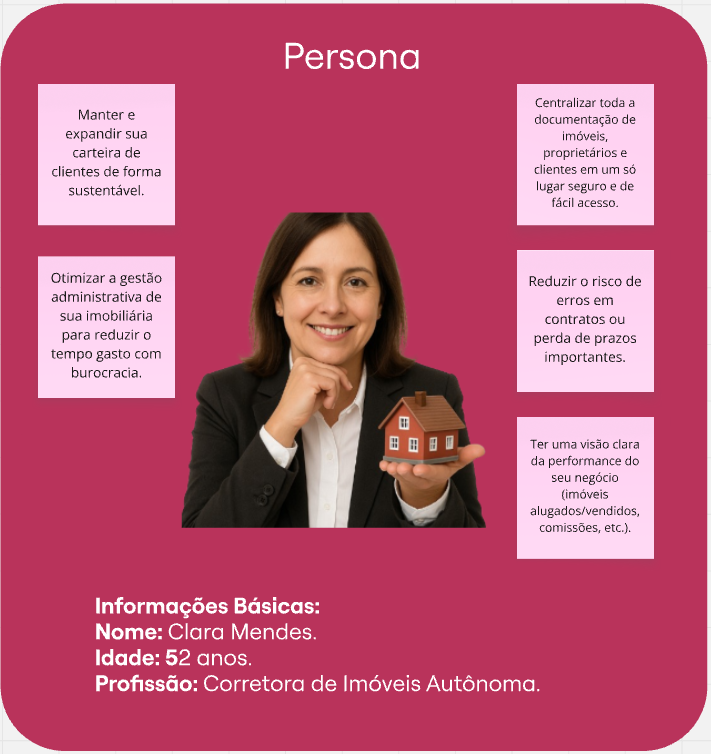 Persona
Manter e
expandir sua
carteira de
clientes de forma
sustentável.
Otimizar a gestão
administrativa de
sua imobiliária
para reduzir o
tempo gasto com
burocracia.
Centralizar toda a
documentação de
imóveis,
proprietários e
clientes em um só
lugar seguro e de
fácil acesso.
Reduzir o risco de
erros em
contratos ou
perda de prazos
importantes.
Ter uma visão clara
da performance do
seu negócio
(imóveis
alugados/vendidos,
comissões, etc.).
Informações Básicas:
Nome: Clara Mendes.
Idade: 52 anos.
Profissão: Corretora de Imóveis Autônoma.